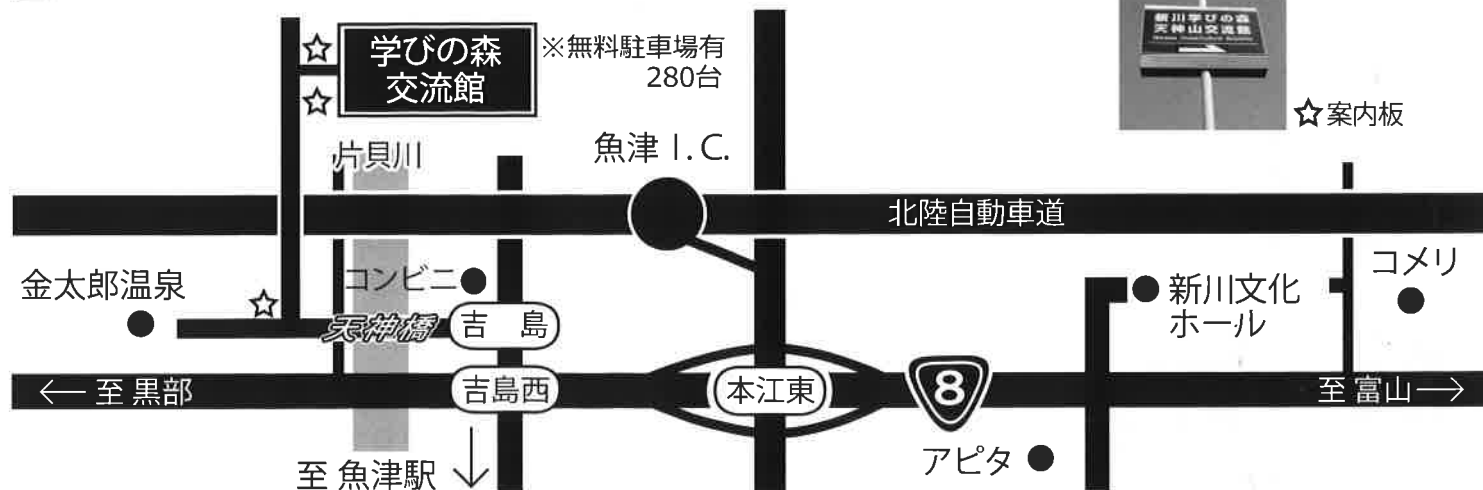 学びの森
交流館
※無料駐車場有
280台
新川学びの森
天神山交流館
☆案内板
片貝川
魚津 I.C.
北陸自動車道
金太郎温泉
コンビニ
天神橋
吉 島
新川文化
ホール
コメリ
← 至 黒部
吉島西
本江東
8
至 富山→
至 魚津駅 ↓
アピタ